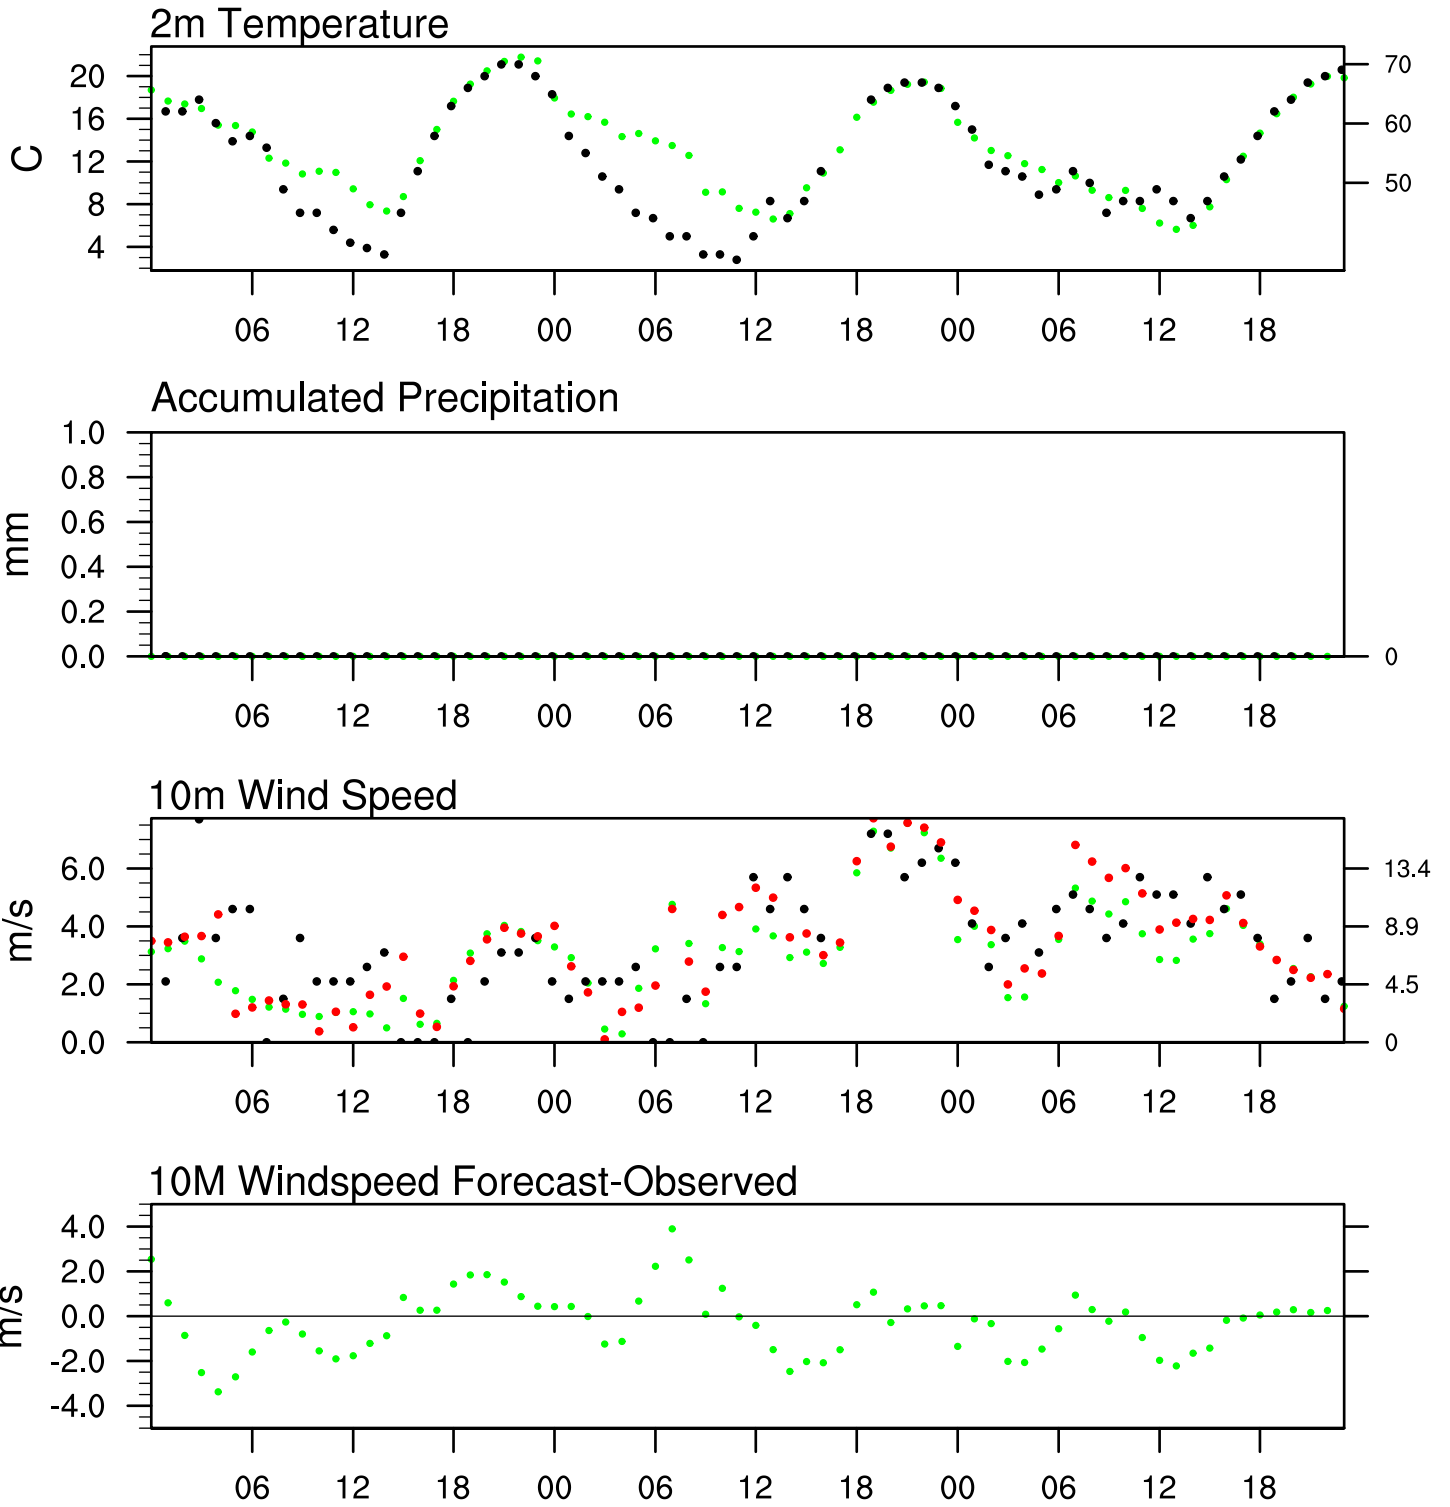 2m Temperature
20
16
12
8
4
C
70
60
50
06 12 18 00 06 12 18 00 06 12 18
Accumulated Precipitation
1.0
0.8
0.6
0.4
0.2
0.0
mm
0
06 12 18 00 06 12 18 00 06 12 18
10m Wind Speed
6.0
4.0
2.0
0.0
m/s
13.4
8.9
4.5
0
06 12 18 00 06 12 18 00 06 12 18
10M Windspeed Forecast-Observed
4.0
2.0
0.0
-2.0
-4.0
m/s
06 12 18 00 06 12 18 00 06 12 18